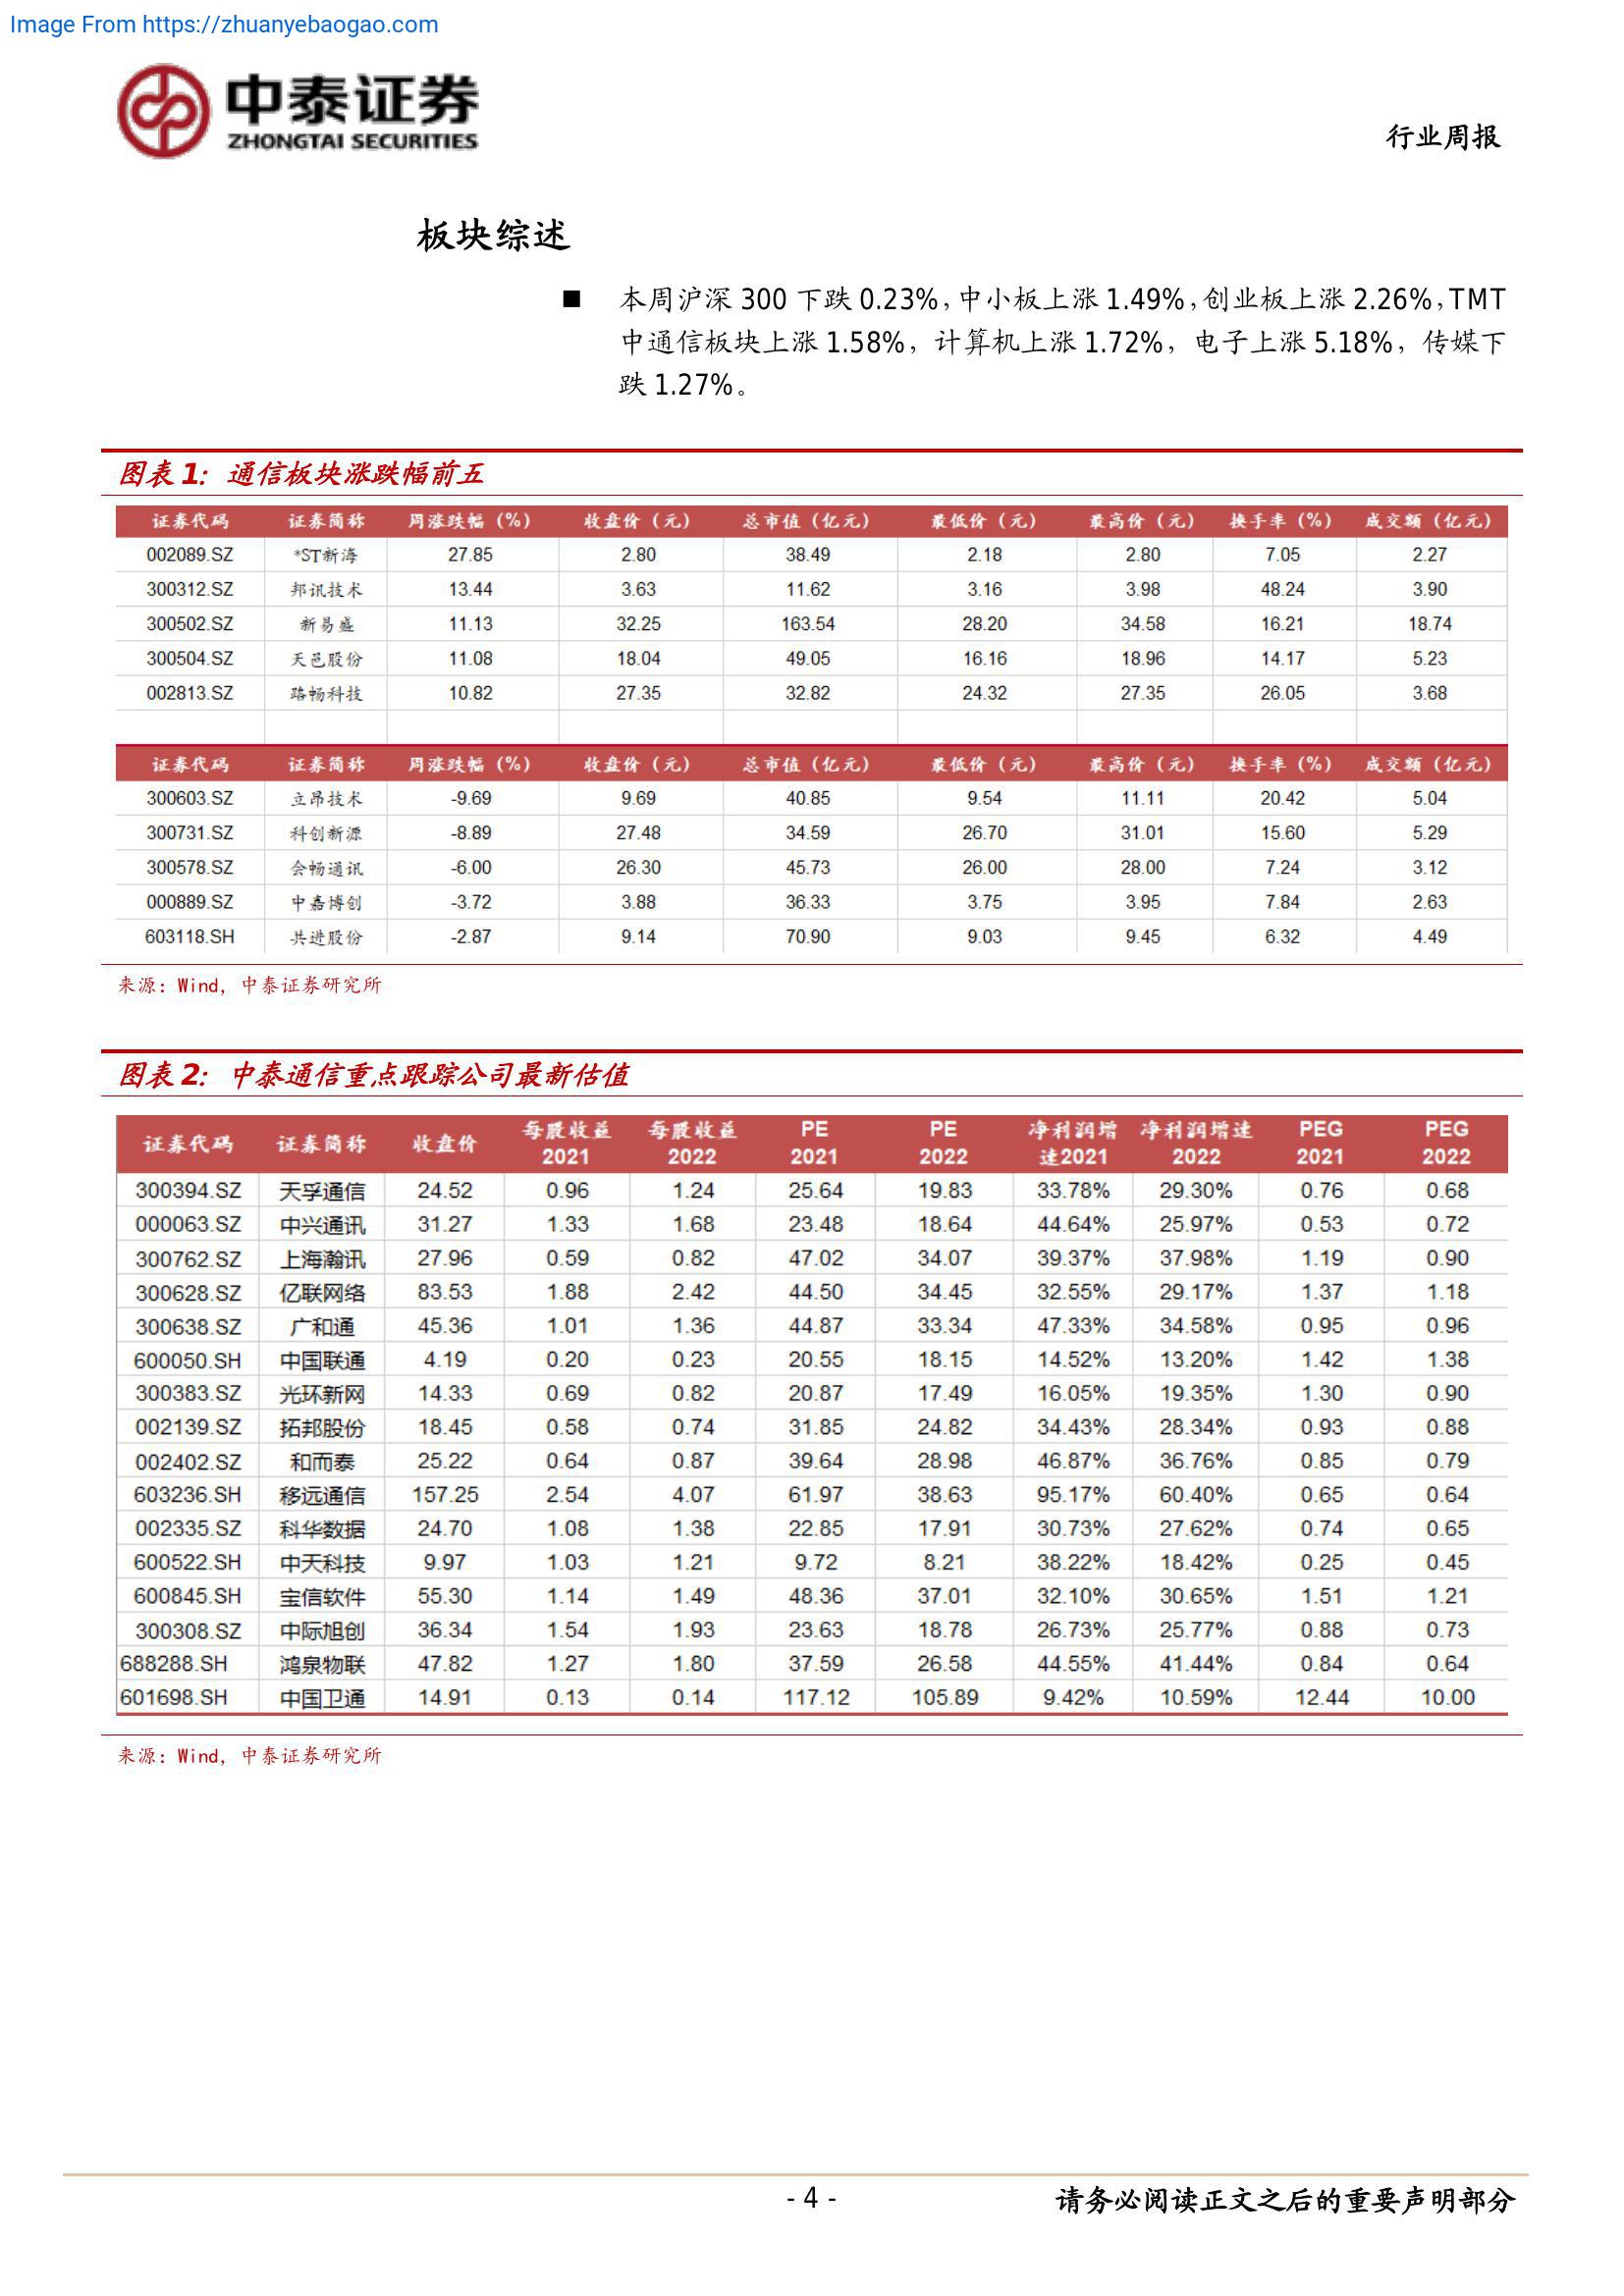 Image From https://zhuanyebaogao.com
中泰证券
ZHONGTAI SECURITIES
行业周报
板块综述
■ 本周沪深 300 下跌 0.23%，中小板上涨 1.49%，创业板上涨 2.26%，TMT
中通信板块上涨 1.58%，计算机上涨 1.72%，电子上涨 5.18%，传媒下
跌 1.27%。
图表 1：通信板块涨跌幅前五
证券代码 证券简称 周涨跌幅（%） 收盘价（元） 总市值（亿元） 最低价（元） 最高价（元） 换手率（%） 成交额（亿元）
002089.SZ *ST新海 27.85 2.80 38.49 2.18 2.80 7.05 2.27
300312.SZ 邦讯技术 13.44 3.63 11.62 3.16 3.98 48.24 3.90
300502.SZ 新易盛 11.13 32.25 163.54 28.20 34.58 16.21 18.74
300504.SZ 天邑股份 11.08 18.04 49.05 16.16 18.96 14.17 5.23
002813.SZ 路畅科技 10.82 27.35 32.82 24.32 27.35 26.05 3.68
证券代码 证券简称 周涨跌幅（%） 收盘价（元） 总市值（亿元） 最低价（元） 最高价（元） 换手率（%） 成交额（亿元）
300603.SZ 立昂技术 -9.69 9.69 40.85 9.54 11.11 20.42 5.04
300731.SZ 科创新源 -8.89 27.48 34.59 26.70 31.01 15.60 5.29
300578.SZ 会畅通讯 -6.00 26.30 45.73 26.00 28.00 7.24 3.12
000889.SZ 中嘉博创 -3.72 3.88 36.33 3.75 3.95 7.84 2.63
603118.SH 共进股份 -2.87 9.14 70.90 9.03 9.45 6.32 4.49
来源：Wind，中泰证券研究所
图表 2：中泰通信重点跟踪公司最新估值
证券代码 证券简称 收盘价 每股收益 每股收益 PE PE 净利润增 净利润增速 PEG PEG
2021 2022 2021 2022 速2021 2022 2021 2022
300394.SZ 天孚通信 24.52 0.96 1.24 25.64 19.83 33.78% 29.30% 0.76 0.68
000063.SZ 中兴通讯 31.27 1.33 1.68 23.48 18.64 44.64% 25.97% 0.53 0.72
300762.SZ 上海瀚讯 27.96 0.59 0.82 47.02 34.07 39.37% 37.98% 1.19 0.90
300628.SZ 亿联网络 83.53 1.88 2.42 44.50 34.45 32.55% 29.17% 1.37 1.18
300638.SZ 广和通 45.36 1.01 1.36 44.87 33.34 47.33% 34.58% 0.95 0.96
600050.SH 中国联通 4.19 0.20 0.23 20.55 18.15 14.52% 13.20% 1.42 1.38
300383.SZ 光环新网 14.33 0.69 0.82 20.87 17.49 16.05% 19.35% 1.30 0.90
002139.SZ 拓邦股份 18.45 0.58 0.74 31.85 24.82 34.43% 28.34% 0.93 0.88
002402.SZ 和而泰 25.22 0.64 0.87 39.64 28.98 46.87% 36.76% 0.85 0.79
603236.SH 移远通信 157.25 2.54 4.07 61.97 38.63 95.17% 60.40% 0.65 0.64
002335.SZ 科华数据 24.70 1.08 1.38 22.85 17.91 30.73% 27.62% 0.74 0.65
600522.SH 中天科技 9.97 1.03 1.21 9.72 8.21 38.22% 18.42% 0.25 0.45
600845.SH 宝信软件 55.30 1.14 1.49 48.36 37.01 32.10% 30.65% 1.51 1.21
300308.SZ 中际旭创 36.34 1.54 1.93 23.63 18.78 26.73% 25.77% 0.88 0.73
688288.SH 鸿泉物联 47.82 1.27 1.80 37.59 26.58 44.55% 41.44% 0.84 0.64
601698.SH 中国卫通 14.91 0.13 0.14 117.12 105.89 9.42% 10.59% 12.44 10.00
来源：Wind，中泰证券研究所
- 4 -
请务必阅读正文之后的重要声明部分